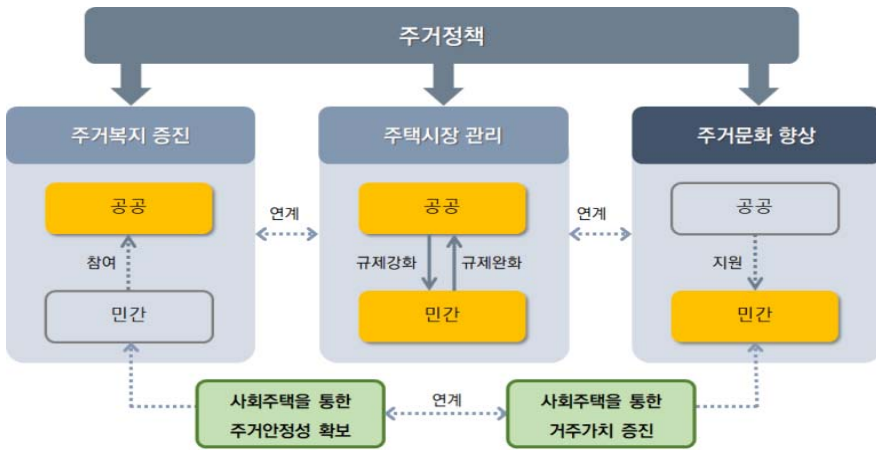 주거정책
주거복지 증진
주택시장 관리
주거문화 향상
공공
연계
공공
연계
공공
참여
규제강화
규제완화
지원
민간
민간
민간
사회주택을 통한
주거안정성 확보
연계
사회주택을 통한
거주가치 증진